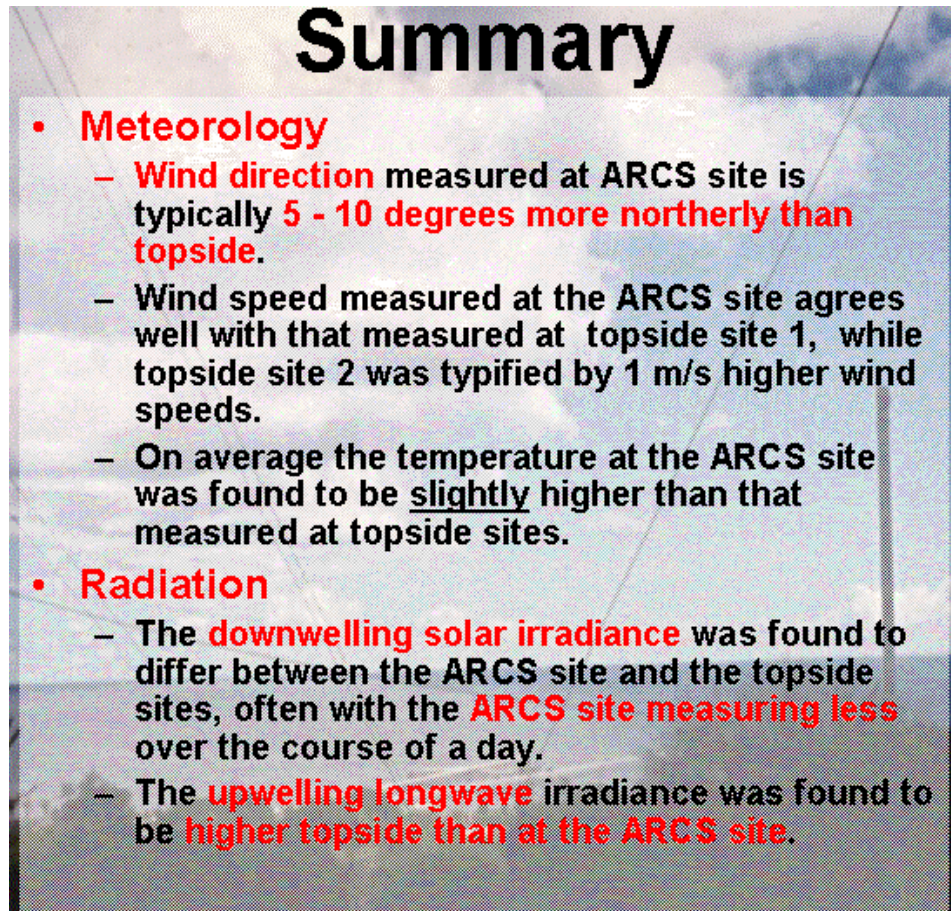 Summary
• Meteorology
– Wind direction measured at ARCS site is
typically 5 - 10 degrees more northerly than
topside.
– Wind speed measured at the ARCS site agrees
well with that measured at topside site 1, while
topside site 2 was typified by 1 m/s higher wind
speeds.
– On average the temperature at the ARCS site
was found to be slightly higher than that
measured at topside sites.
• Radiation
– The downwelling solar irradiance was found to
differ between the ARCS site and the topside
sites, often with the ARCS site measuring less
over the course of a day.
– The upwelling longwave irradiance was found to
be higher topside than at the ARCS site.